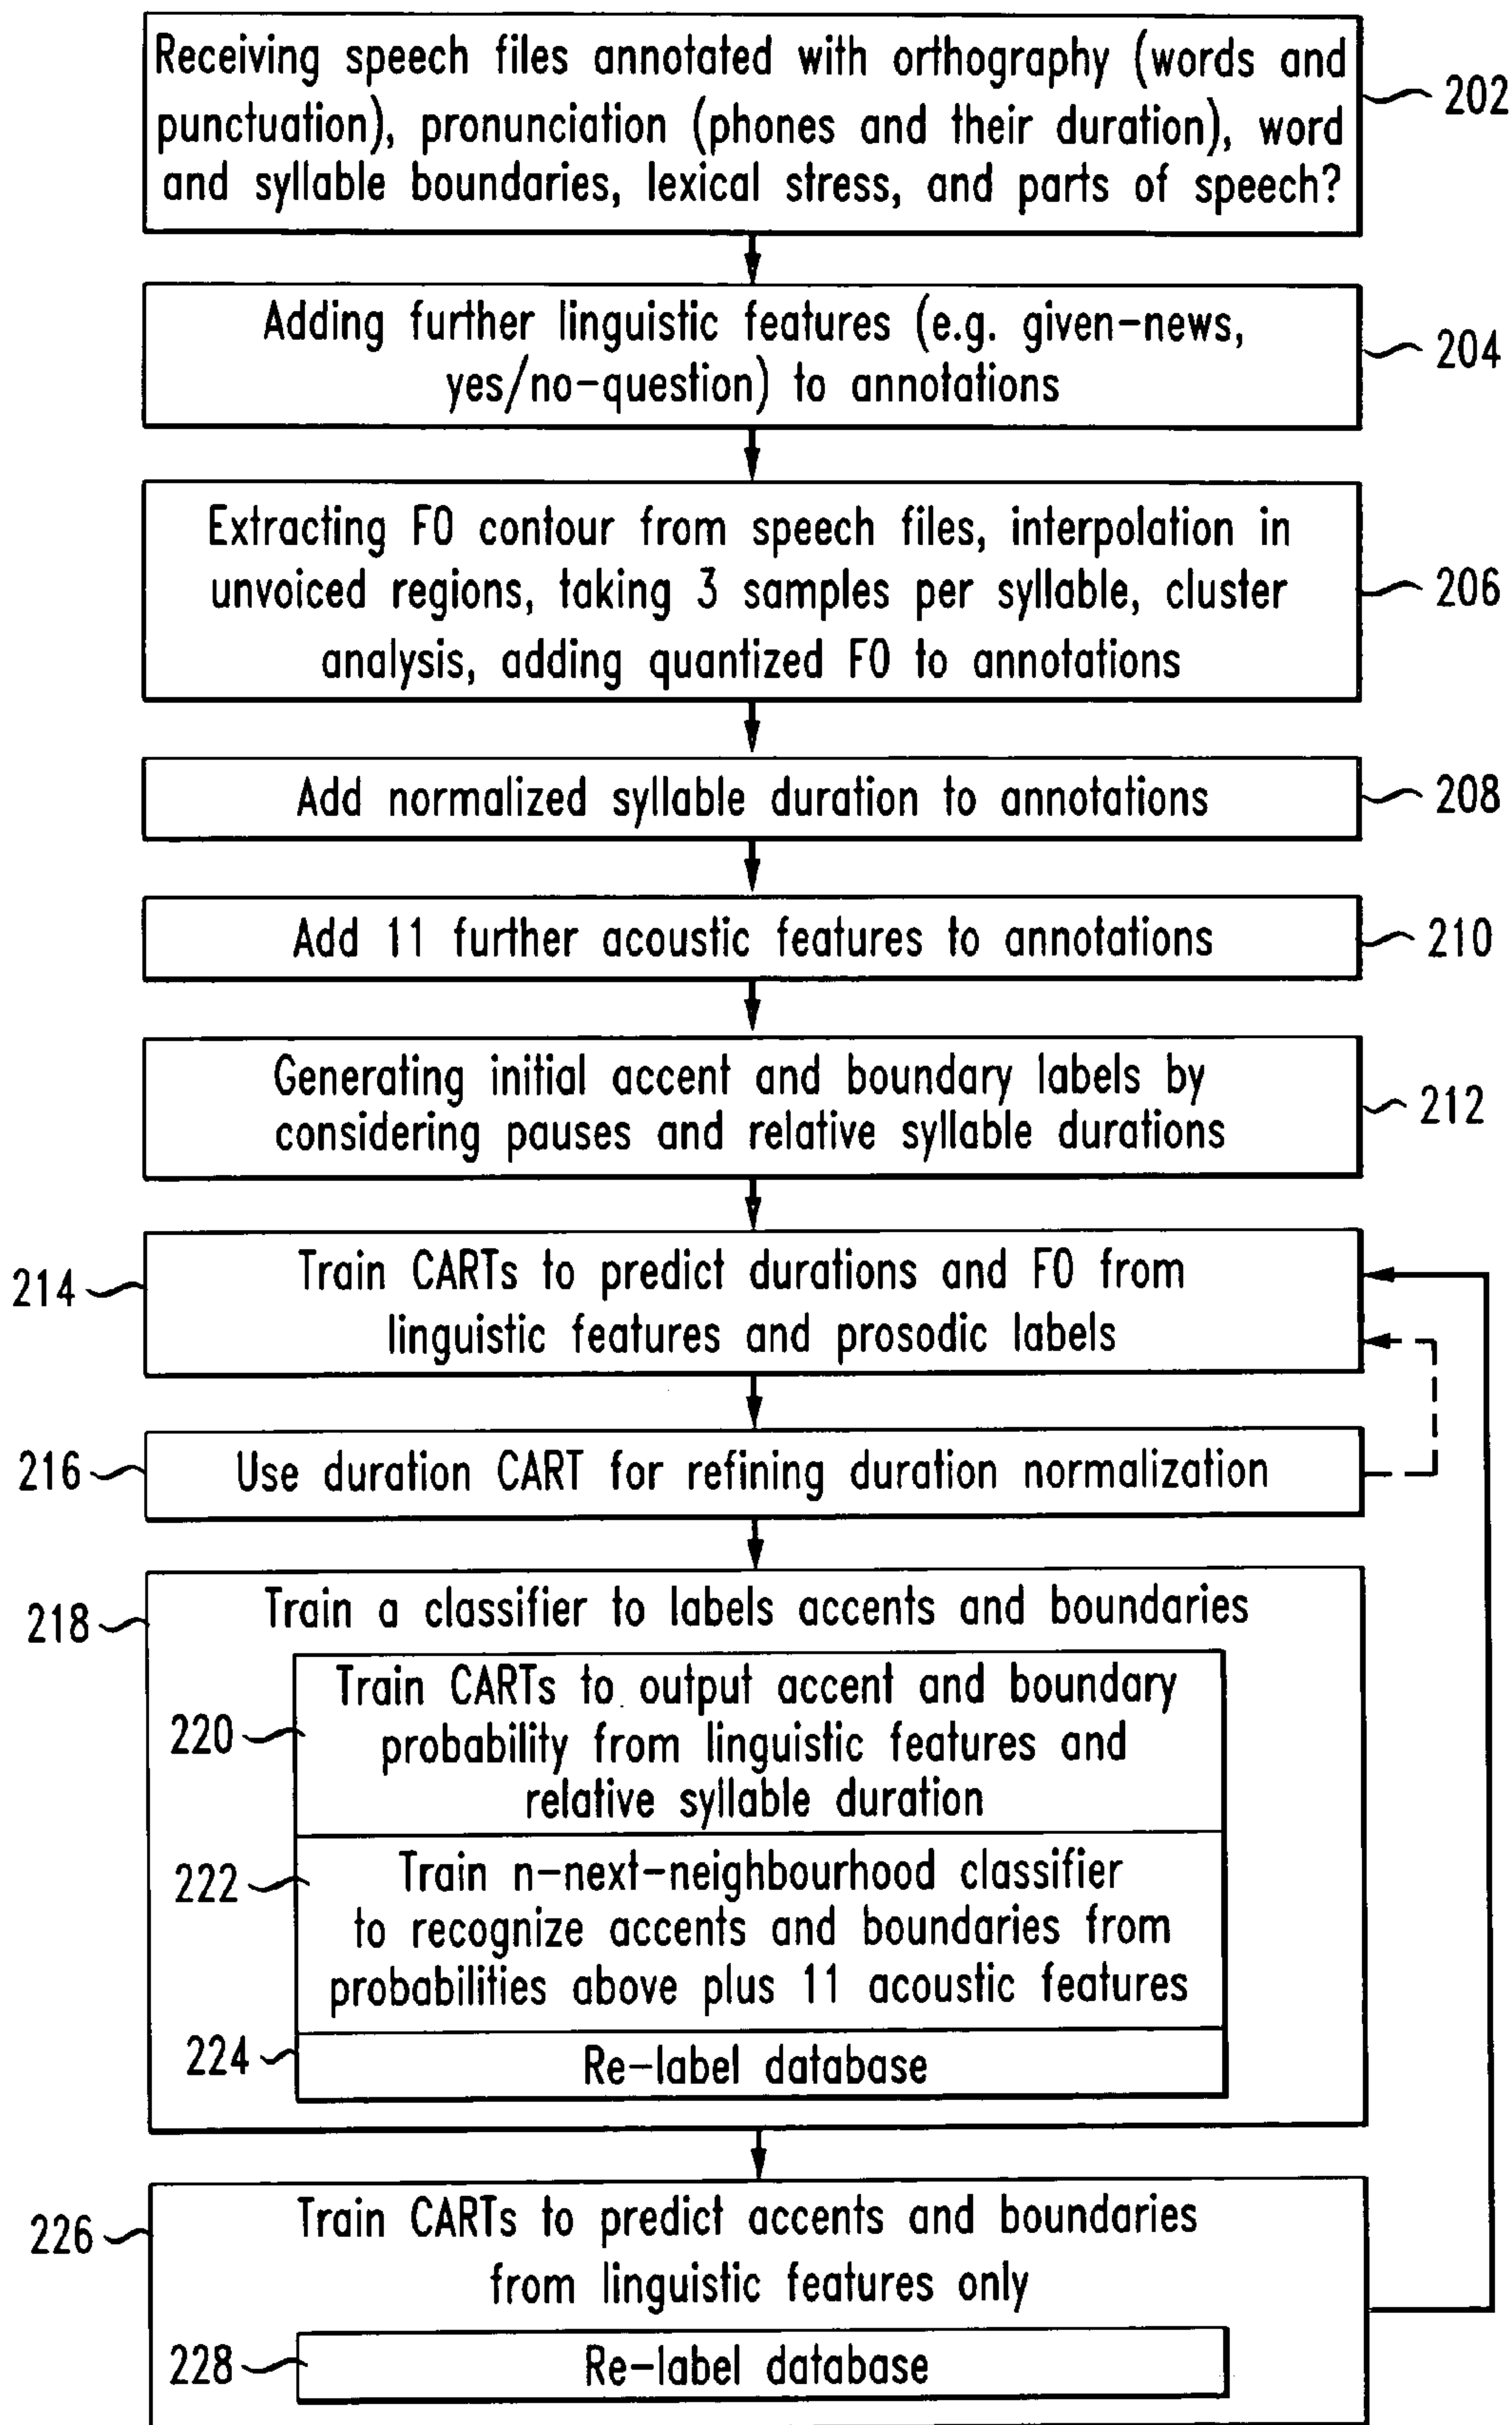 Receiving speech files annotated with orthography (words and
punctuation), pronunciation (phones and their duration), word
and syllable boundaries, lexical stress, and parts of speech?
202
Adding further linguistic features (e.g. given-news,
yes/no-question) to annotations
204
Extracting F0 contour from speech files, interpolation in
unvoiced regions, taking 3 samples per syllable, cluster
analysis, adding quantized F0 to annotations
206
Add normalized syllable duration to annotations
208
Add 11 further acoustic features to annotations
210
Generating initial accent and boundary labels by
considering pauses and relative syllable durations
212
214
Train CARTs to predict durations and F0 from
linguistic features and prosodic labels
216
Use duration CART for refining duration normalization
218
Train a classifier to labels accents and boundaries
220
Train CARTs to output accent and boundary
probability from linguistic features and
relative syllable duration
222
Train n-next-neighbourhood classifier
to recognize accents and boundaries from
probabilities above plus 11 acoustic features
224
Re-label database
226
Train CARTs to predict accents and boundaries
from linguistic features only
228
Re-label database